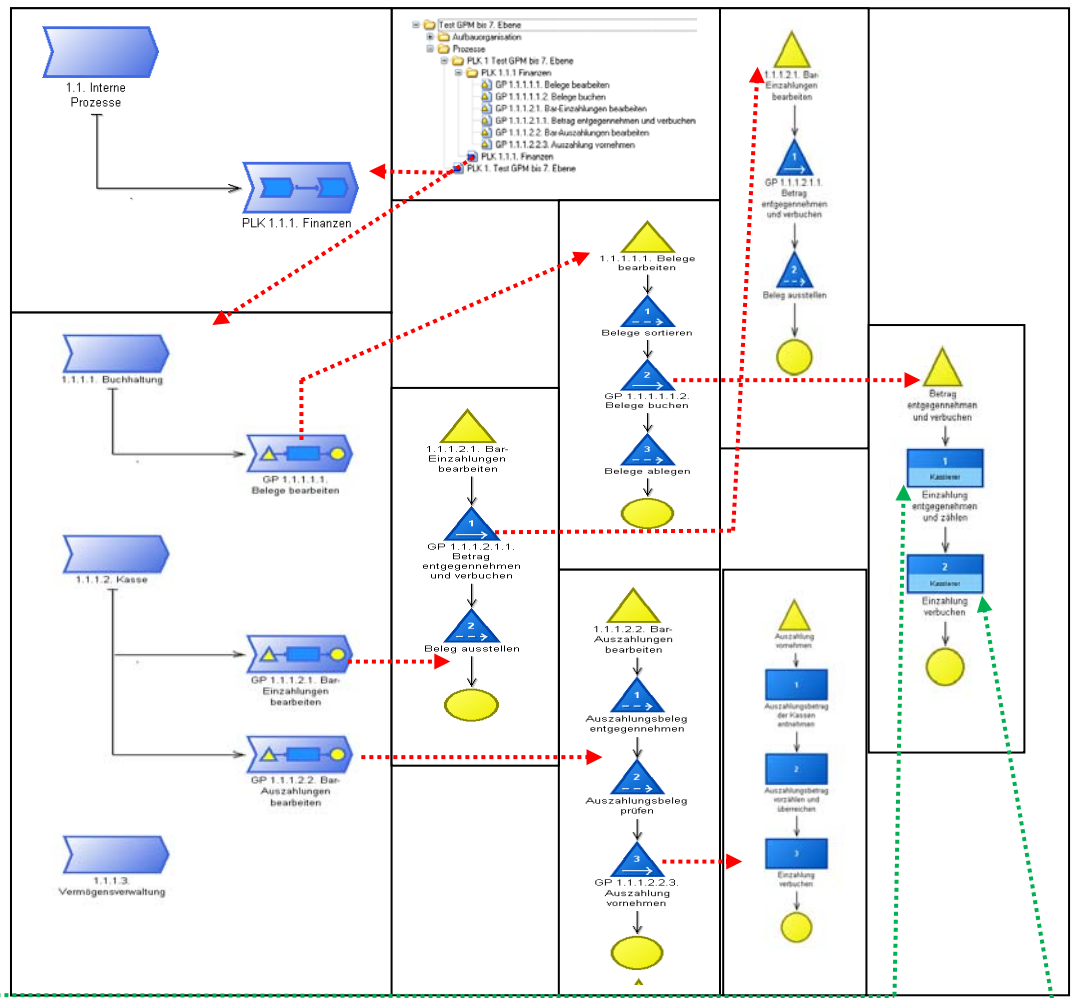 1.1. Interne
Prozesse
PLK 1.1.1. Finanzen
Test GPM bis 7. Ebene
Aufbauorganisation
Prozesse
PLK 1 Test GPM bis 7. Ebene
PLK 1.1.1 Finanzen
GP 1.1.1.1.1. Belege bearbeiten
GP 1.1.1.1.1.2. Belege buchen
GP 1.1.1.2.1. Bar-Einzahlungen bearbeiten
GP 1.1.1.2.1.1. Betrag entgegennehmen und verbuchen
GP 1.1.1.2.2. Bar-Auszahlungen bearbeiten
GP 1.1.1.2.2.3. Auszahlung vornehmen
PLK 1.1.1. Finanzen
PLK 1. Test GPM bis 7. Ebene
1.1.1.1. Buchhaltung
GP 1.1.1.1.1.
Belege bearbeiten
1.1.1.2. Kasse
GP 1.1.1.2.1. Bar-
Einzahlungen
bearbeiten
GP 1.1.1.2.2. Bar-
Auszahlungen
bearbeiten
1.1.1.3.
Vermögensverwaltung
1.1.1.2.1. Bar-
Einzahlungen
bearbeiten
1
GP 1.1.1.2.1.1.
Betrag
entgegennehmen
und verbuchen
2
Beleg ausstellen
1.1.1.1.1. Belege
bearbeiten
1
Belege sortieren
2
GP 1.1.1.1.1.2.
Belege buchen
3
Belege ablegen
1.1.1.2.2. Bar-
Auszahlungen
bearbeiten
1
Auszahlungsbeleg
entgegennehmen
2
Auszahlungsbeleg
prüfen
3
GP 1.1.1.2.2.3.
Auszahlung
vornehmen
1.1.1.2.1. Bar-
Einzahlungen
bearbeiten
1
GP 1.1.1.2.1.1.
Betrag
entgegennehmen
und verbuchen
2
Beleg ausstellen
Auszahlung
vornehmen
1
Auszahlungsbetrag
der Kassen
entnehmen
2
Auszahlungsbetrag
vorzählen und
überreichen
3
Einzahlung
verbuchen
Betrag
entgegennehmen
und verbuchen
1
Kassierer
Einzahlung
entgegenehmen
und zählen
2
Kassierer
Einzahlung
verbuchen